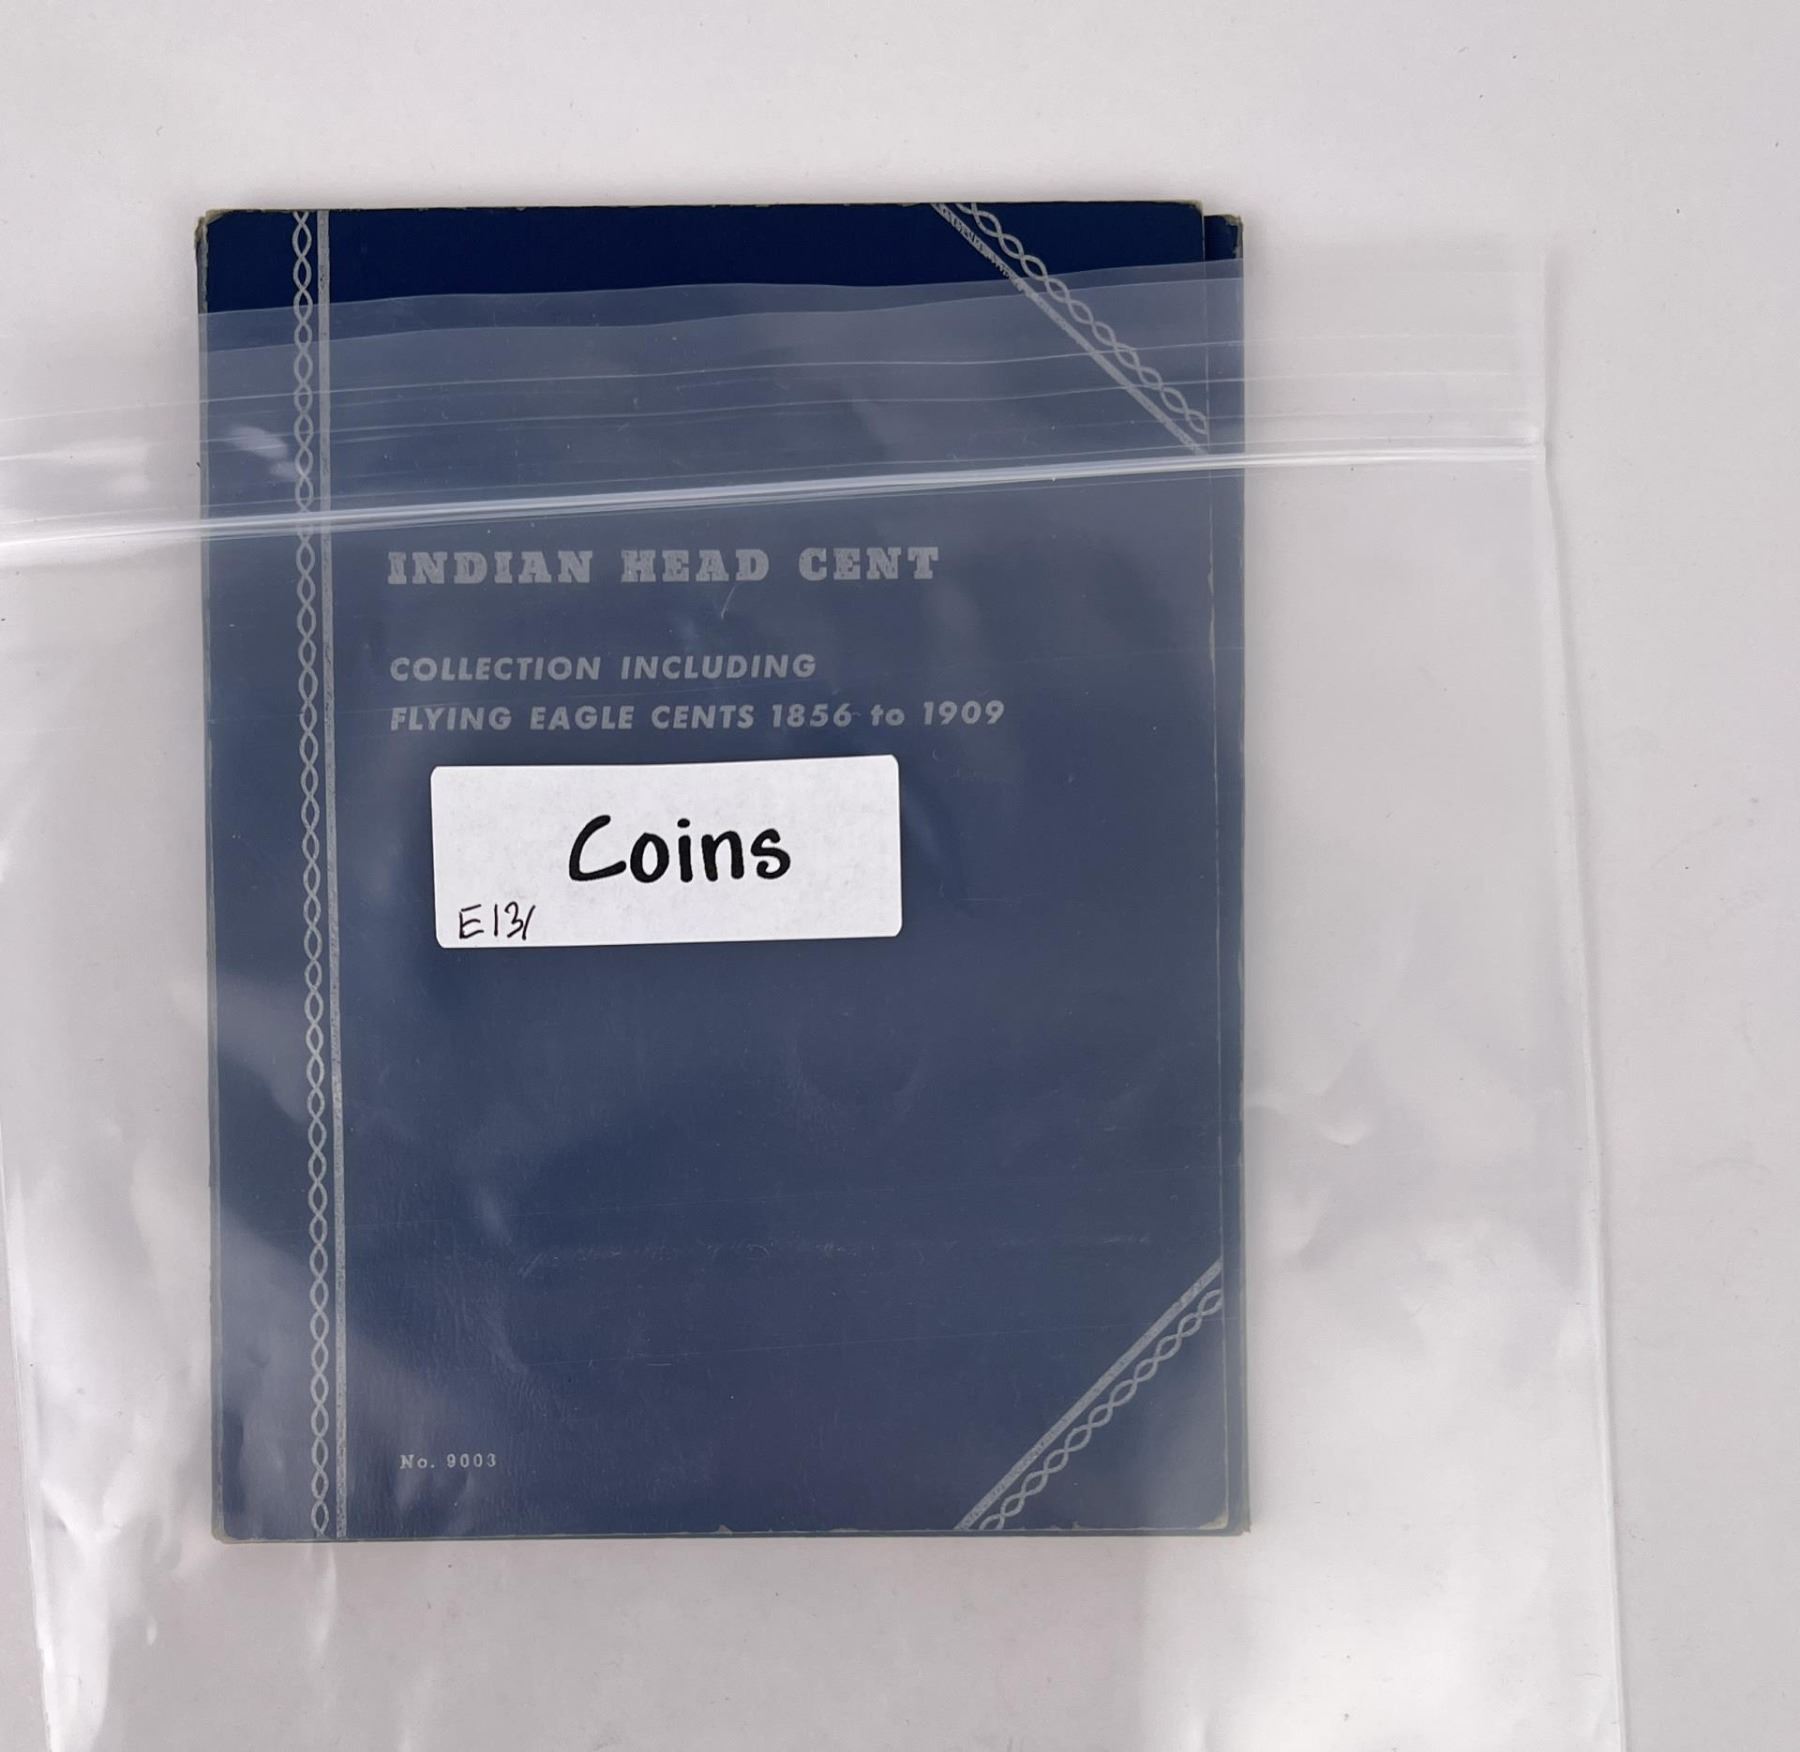 INDIAN HEAD CENT
COLLECTION INCLUDING
FLYING EAGLE CENTS 1856 to 1909
Coins
E131
No. 9003